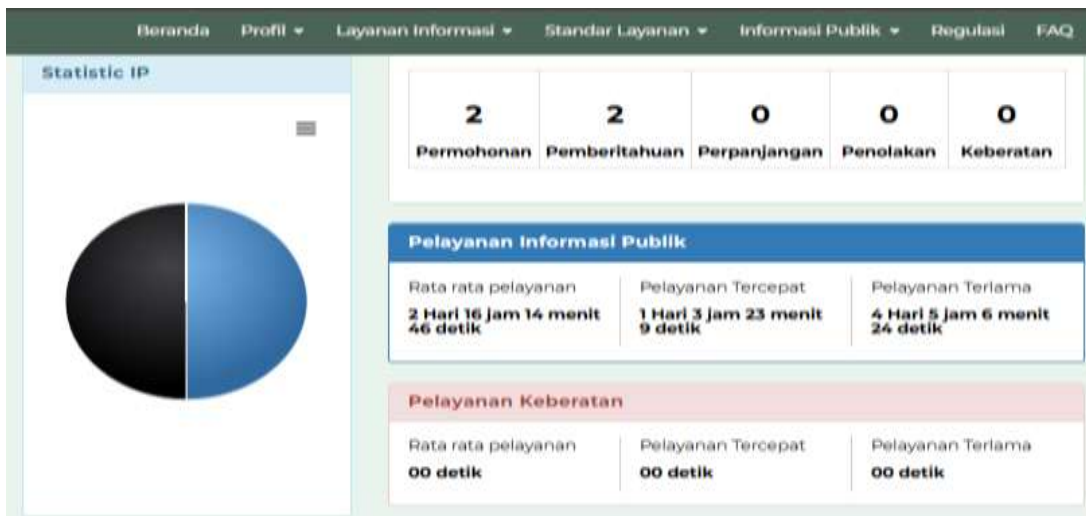 Beranda Profil Layanan Informasi Standar Layanan Informasi Publik Regulasi FAQ
Statistic IP
2 2 0 0 0
Permohonan Pemberitahuan Perpanjangan Penolakan Keberatan
Pelayanan Informasi Publik
Rata rata pelayanan
2 Hari 16 jam 14 menit
46 detik
Pelayanan Tercepat
1 Hari 3 jam 23 menit
9 detik
Pelayanan Terlama
4 Hari 5 jam 6 menit
24 detik
Pelayanan Keberatan
Rata rata pelayanan
00 detik
Pelayanan Tercepat
00 detik
Pelayanan Terlama
00 detik